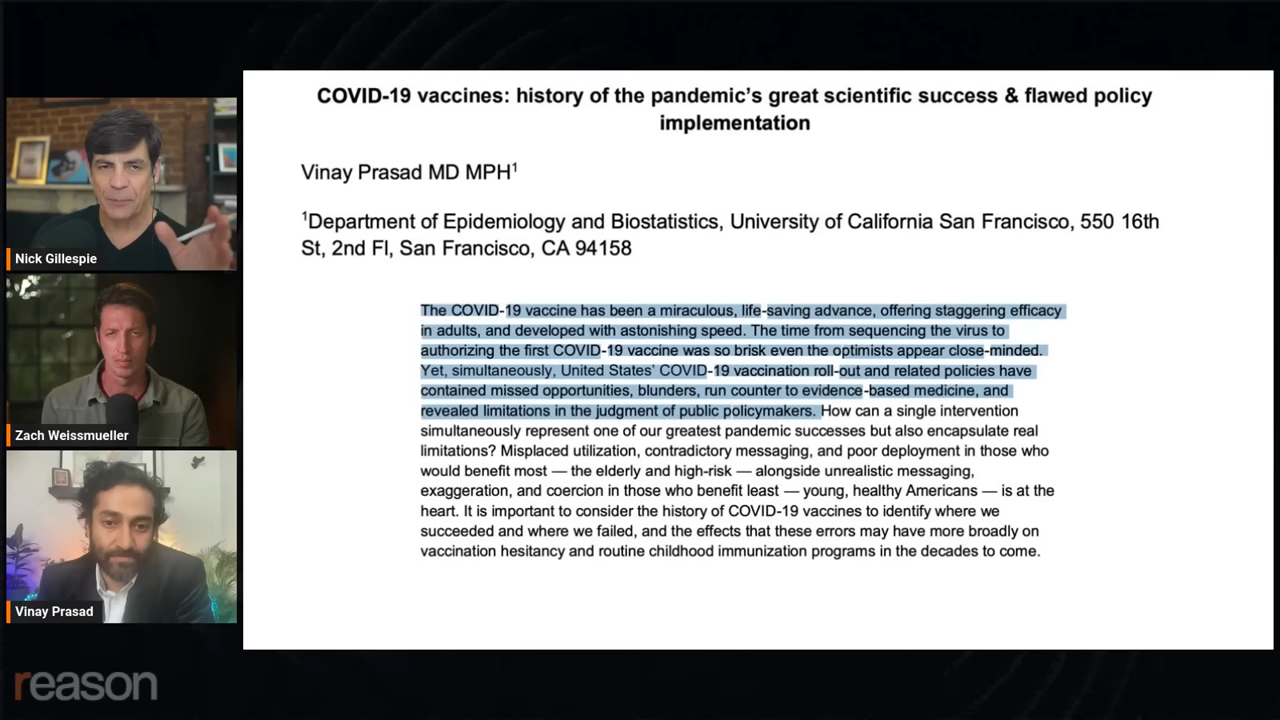 Nick Gillespie
Zach Weissmueller
Vinay Prasad
reason
COVID-19 vaccines: history of the pandemic’s great scientific success & flawed policy
implementation
Vinay Prasad MD MPH¹
¹Department of Epidemiology and Biostatistics, University of California San Francisco, 550 16th
St, 2nd Fl, San Francisco, CA 94158
The COVID-19 vaccine has been a miraculous, life-saving advance, offering staggering efficacy
in adults, and developed with astonishing speed. The time from sequencing the virus to
authorizing the first COVID-19 vaccine was so brisk even the optimists appear close-minded.
Yet, simultaneously, United States’ COVID-19 vaccination roll-out and related policies have
contained missed opportunities, blunders, run counter to evidence-based medicine, and
revealed limitations in the judgment of public policymakers. How can a single intervention
simultaneously represent one of our greatest pandemic successes but also encapsulate real
limitations? Misplaced utilization, contradictory messaging, and poor deployment in those who
would benefit most — the elderly and high-risk — alongside unrealistic messaging,
exaggeration, and coercion in those who benefit least — young, healthy Americans — is at the
heart. It is important to consider the history of COVID-19 vaccines to identify where we
succeeded and where we failed, and the effects that these errors may have more broadly on
vaccination hesitancy and routine childhood immunization programs in the decades to come.